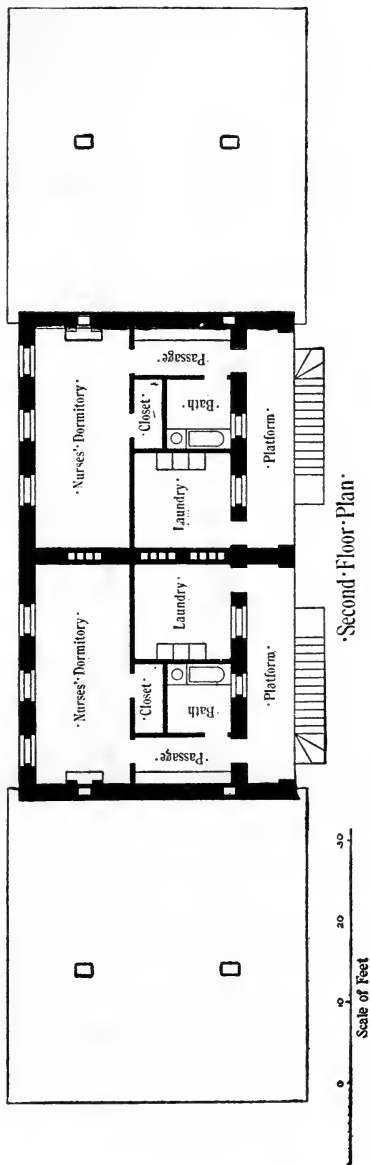 ·Nurses'·Dormitory·
·Nurses'·Dormitory·
·Passage·
·Closet·
·Bath·
Laundry·
Laundry·
·Closet·
·Bath·
·Passage·
·Platform·
·Platform·
·Second·Floor·Plan·
0 10 20 30
Scale of Feet